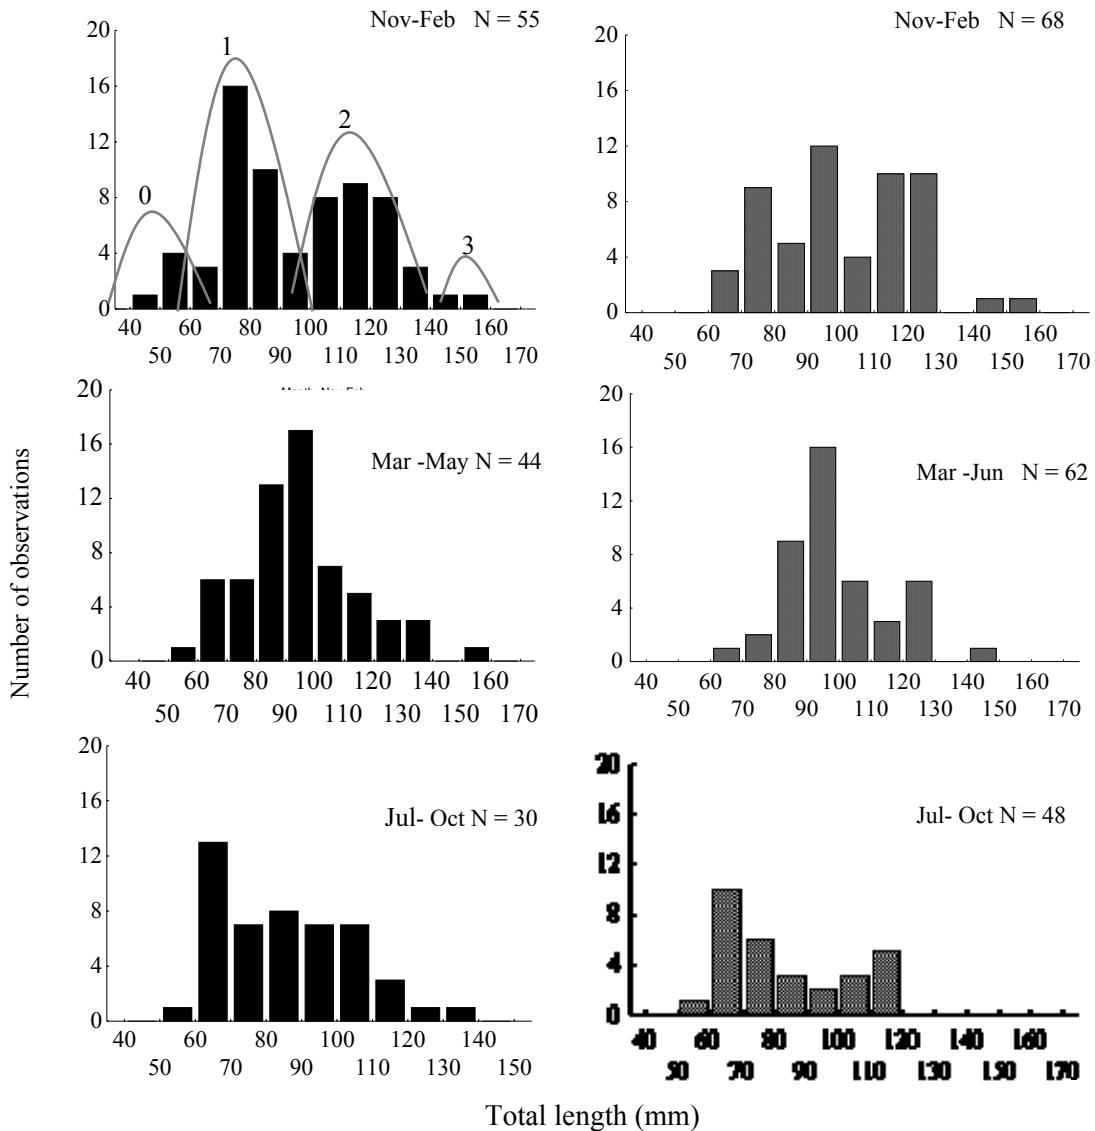 Nov-Feb N = 55
20
16
12
8
4
0
0
1
2
3
40 60 80 100 120 140 160
50 70 90 110 130 150 170
Nov-Feb N = 68
20
16
12
8
4
0
40 60 80 100 120 140 160
50 70 90 110 130 150 170
Number of observations
Mar -May N = 44
20
16
12
8
4
0
40 60 80 100 120 140 160
50 70 90 110 130 150 170
Mar -Jun N = 62
20
16
12
8
4
0
40 60 80 100 120 140 160
50 70 90 110 130 150 170
Jul- Oct N = 30
20
16
12
8
4
0
40 60 80 100 120 140
50 70 90 110 130 150
Jul- Oct N = 48
20
16
12
8
4
0
40 60 80 100 120 140 160
50 70 90 110 130 150 170
Total length (mm)